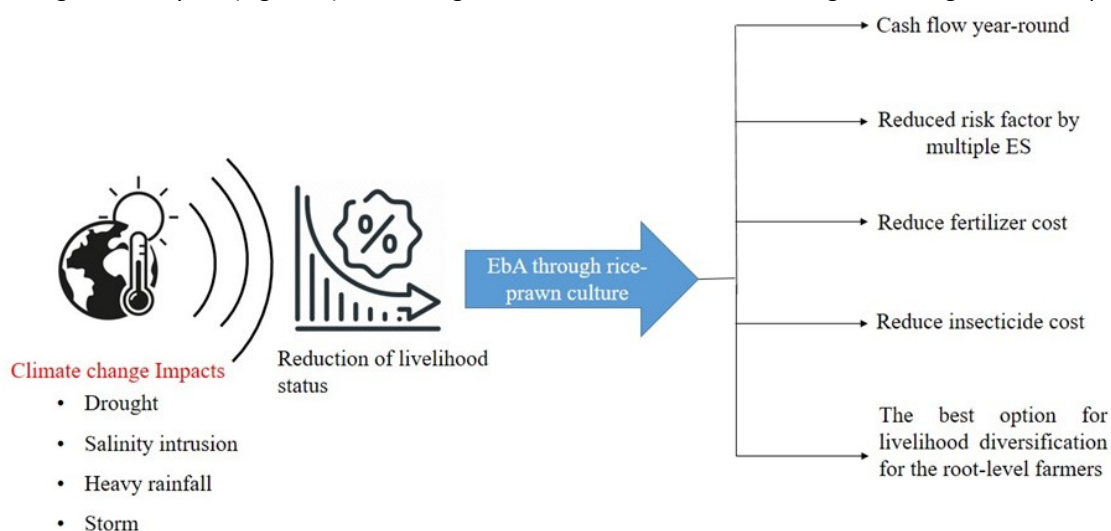 Climate change Impacts
• Drought
• Salinity intrusion
• Heavy rainfall
• Storm
%
Reduction of livelihood
status
EbA through rice-
prawn culture
Cash flow year-round
Reduced risk factor by
multiple ES
Reduce fertilizer cost
Reduce insecticide cost
The best option for
livelihood diversification
for the root-level farmers